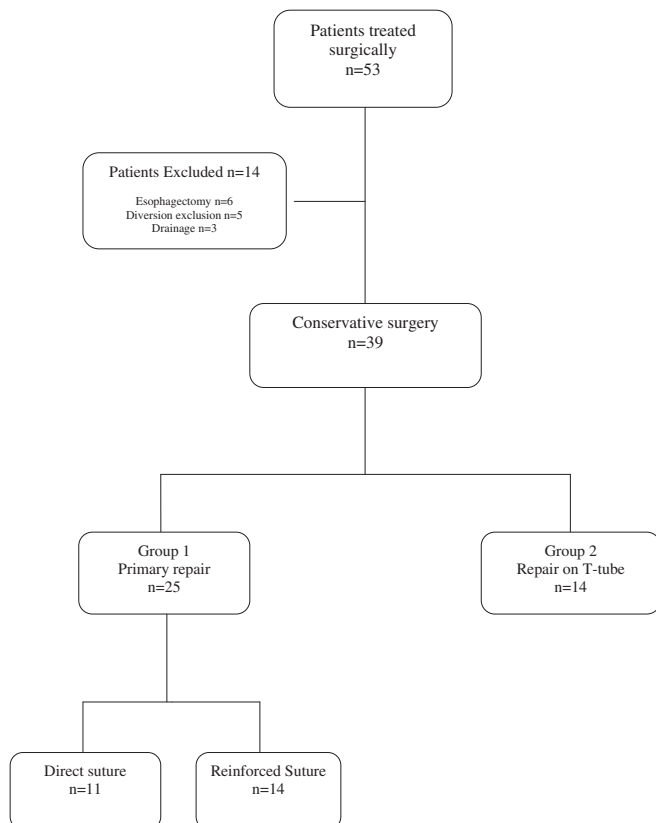 Patients treated
surgically
n=53
Patients Excluded n=14
Esophagectomy n=6
Diversion exclusion n=5
Drainage n=3
Conservative surgery
n=39
Group 1
Primary repair
n=25
Group 2
Repair on T-tube
n=14
Direct suture
n=11
Reinforced Suture
n=14